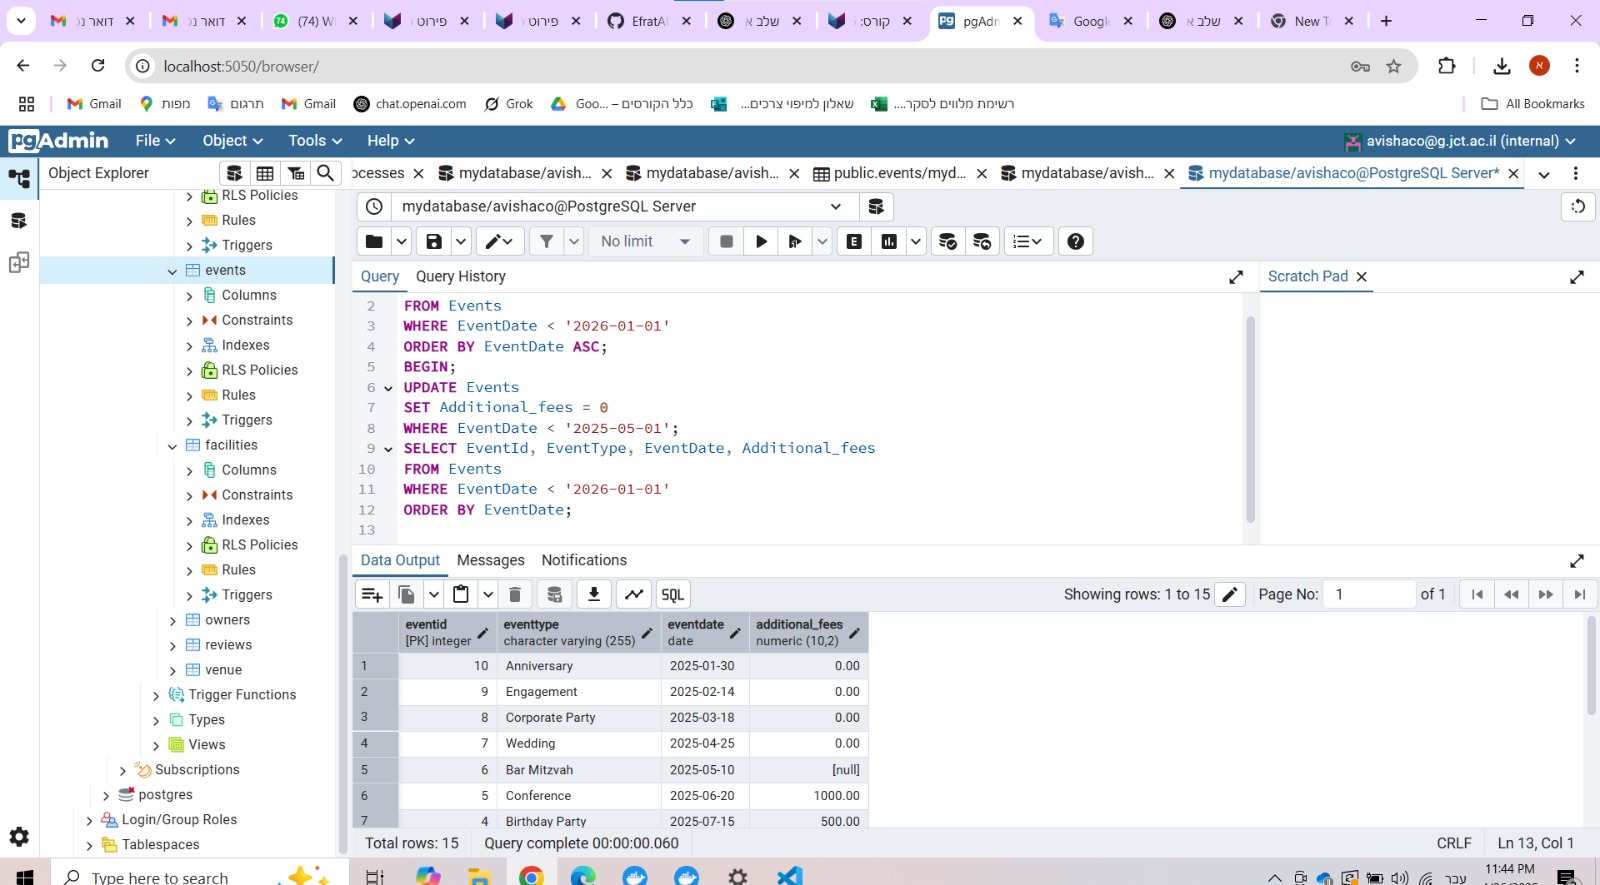 דואר נכ
דואר נכ
(74) W
פירוט ו
פירוט ו
EfratAl
שלב א
קורס:
pgAdm
Googl
שלב א
New Ta
localhost:5050/browser/
Gmail
מפות
תרגום
Gmail
chat.openai.com
Grok
Goo... – כלל הקורסים
שאלון למיפוי צרכים...
רשימת מלווים לסקר....
All Bookmarks
pgAdmin
File
Object
Tools
Help
avishaco@g.jct.ac.il (internal)
Object Explorer
ocesses
mydatabase/avish...
mydatabase/avish...
public.events/myd...
mydatabase/avish...
mydatabase/avishaco@PostgreSQL Server*
RLS Policies
Rules
Triggers
events
Columns
Constraints
Indexes
RLS Policies
Rules
Triggers
facilities
Columns
Constraints
Indexes
RLS Policies
Rules
Triggers
owners
reviews
venue
Trigger Functions
Types
Views
Subscriptions
postgres
Login/Group Roles
Tablespaces
mydatabase/avishaco@PostgreSQL Server
No limit
E
Query
Query History
Scratch Pad
2 FROM Events
3 WHERE EventDate < '2026-01-01'
4 ORDER BY EventDate ASC;
5 BEGIN;
6 UPDATE Events
7 SET Additional_fees = 0
8 WHERE EventDate < '2025-05-01';
9 SELECT EventId, EventType, EventDate, Additional_fees
10 FROM Events
11 WHERE EventDate < '2026-01-01'
12 ORDER BY EventDate;
13
Data Output
Messages
Notifications
SQL
Showing rows: 1 to 15
Page No: 1 of 1
eventid eventtype eventdate additional_fees
[PK] integer character varying (255) date numeric (10,2)
1 10 Anniversary 2025-01-30 0.00
2 9 Engagement 2025-02-14 0.00
3 8 Corporate Party 2025-03-18 0.00
4 7 Wedding 2025-04-25 0.00
5 6 Bar Mitzvah 2025-05-10 [null]
6 5 Conference 2025-06-20 1000.00
7 4 Birthday Party 2025-07-15 500.00
Total rows: 15
Query complete 00:00:00.060
CRLF
Ln 13, Col 1
Type here to search
עבר
11:44 PM